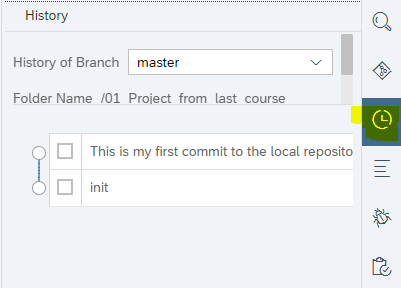 History
History of Branch master
Folder Name /01_Project_from_last_course
This is my first commit to the local reposito
init